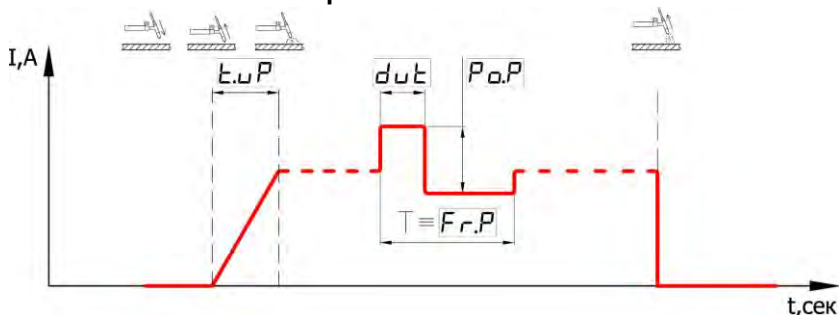 I,A
t.uP
dut
Po.P
T ≡ Fr.P
t,сек